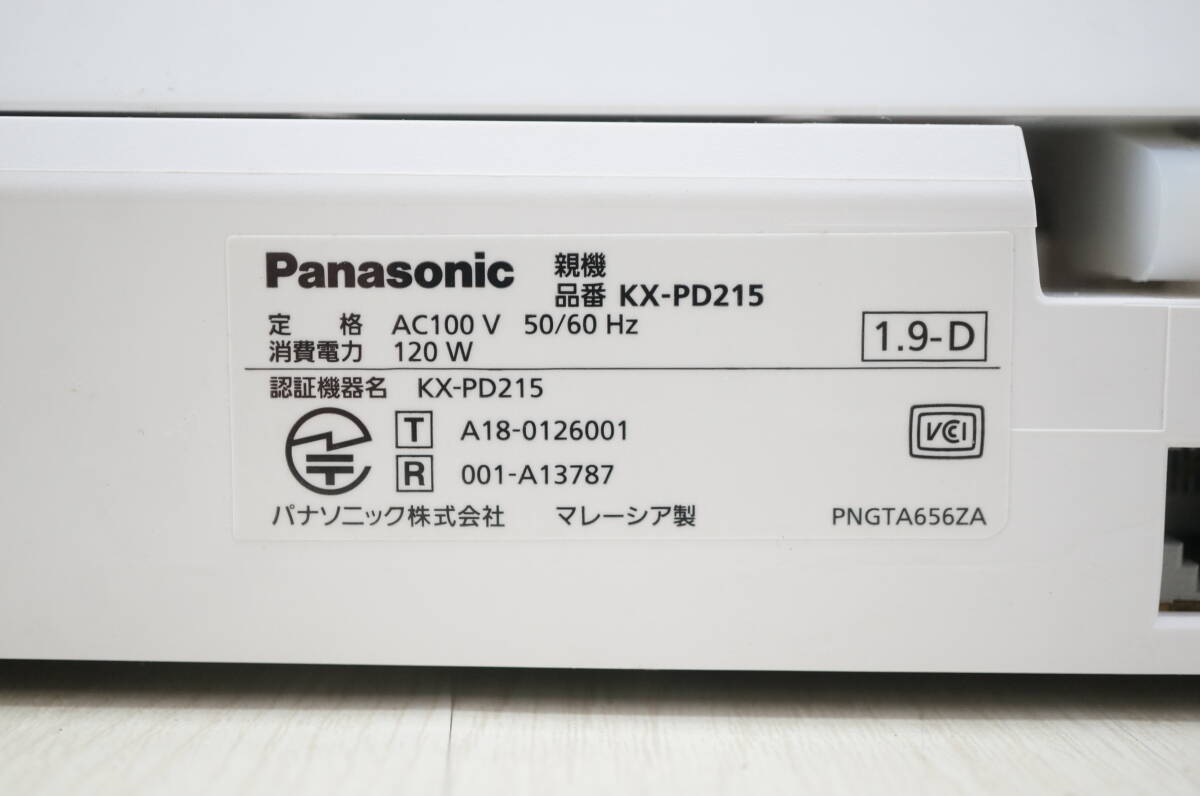 Panasonic 親機
品番 KX-PD215
定 格 AC100 V 50/60 Hz
消費電力 120 W
1.9-D
認証機器名 KX-PD215
T A18-0126001
R 001-A13787
VCCI
パナソニック株式会社 マレーシア製 PNGTA656ZA